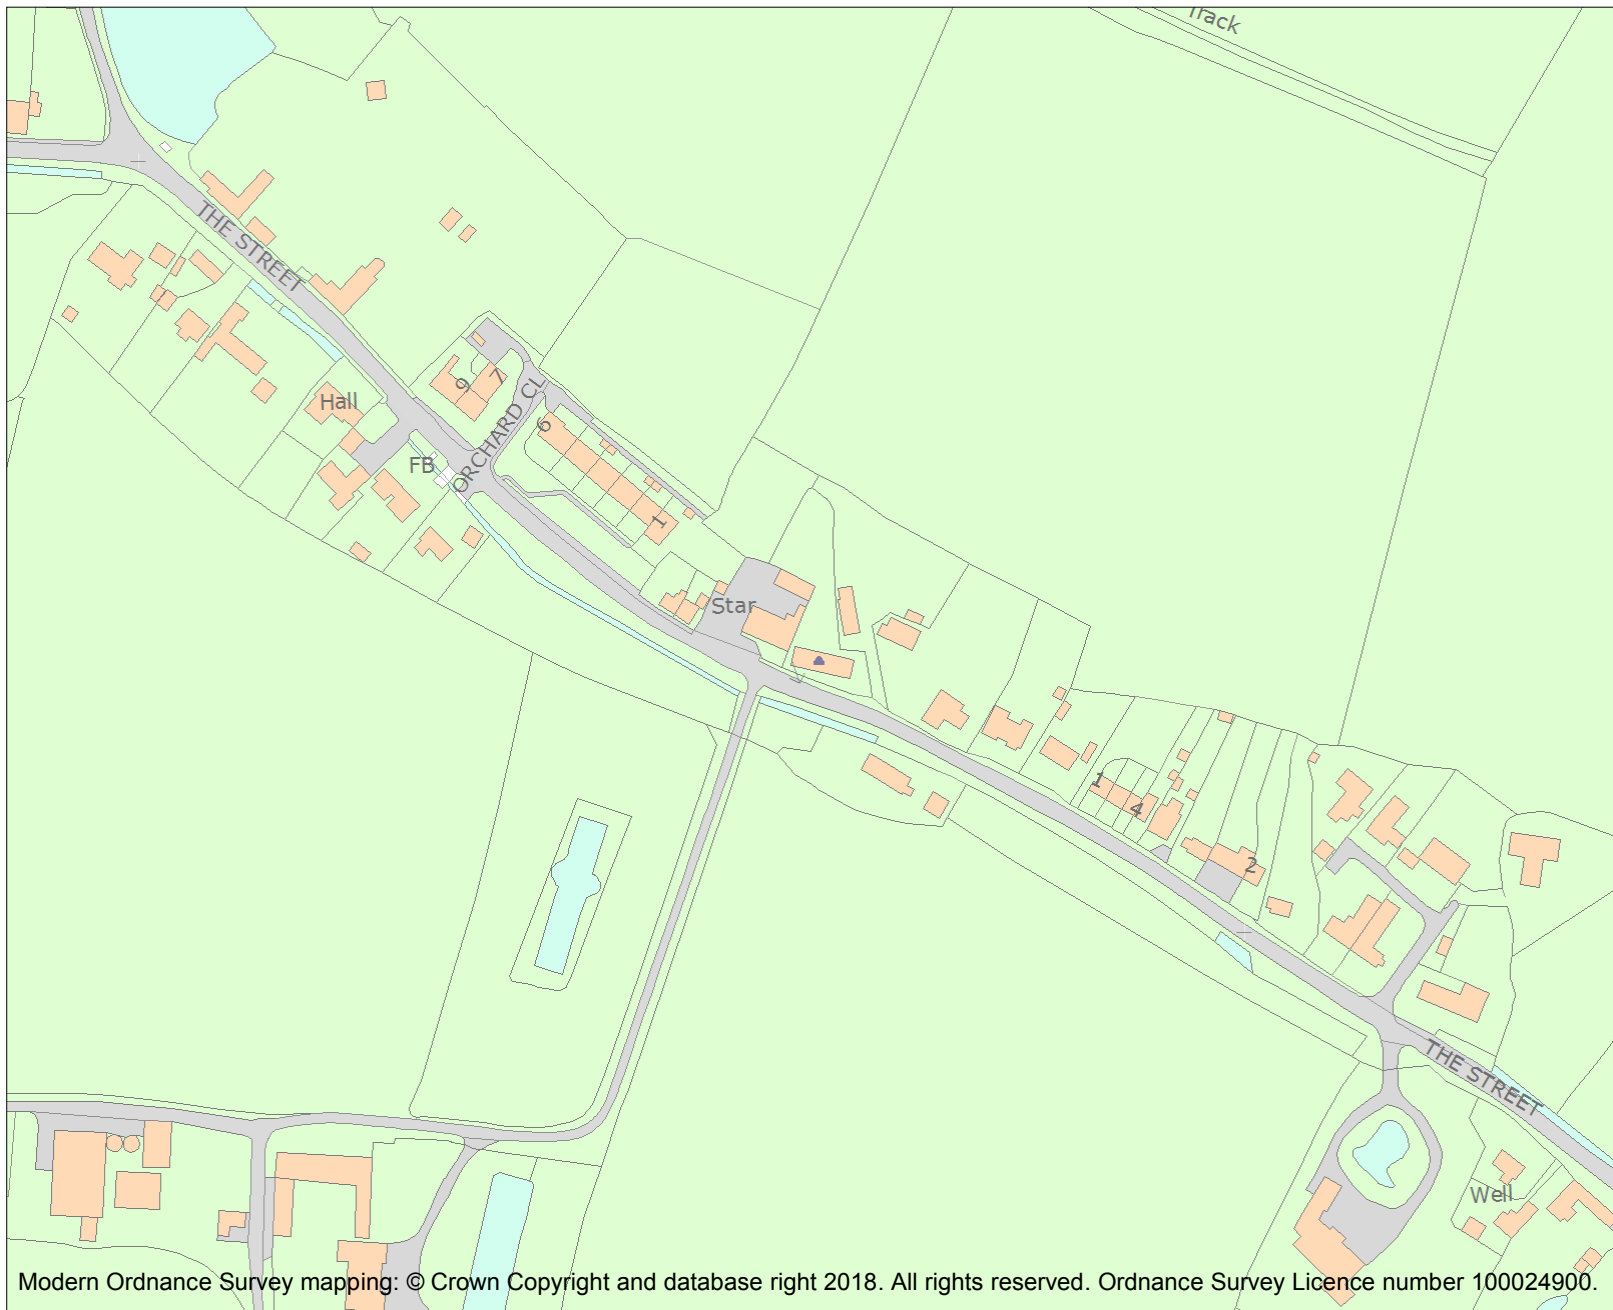 Track
THE STREET
Hall
9
7
ORCHARD CL
6
FB
1
Star
1
4
2
THE STREET
Well
Modern Ordnance Survey mapping: © Crown Copyright and database right 2018. All rights reserved. Ordnance Survey Licence number 100024900.